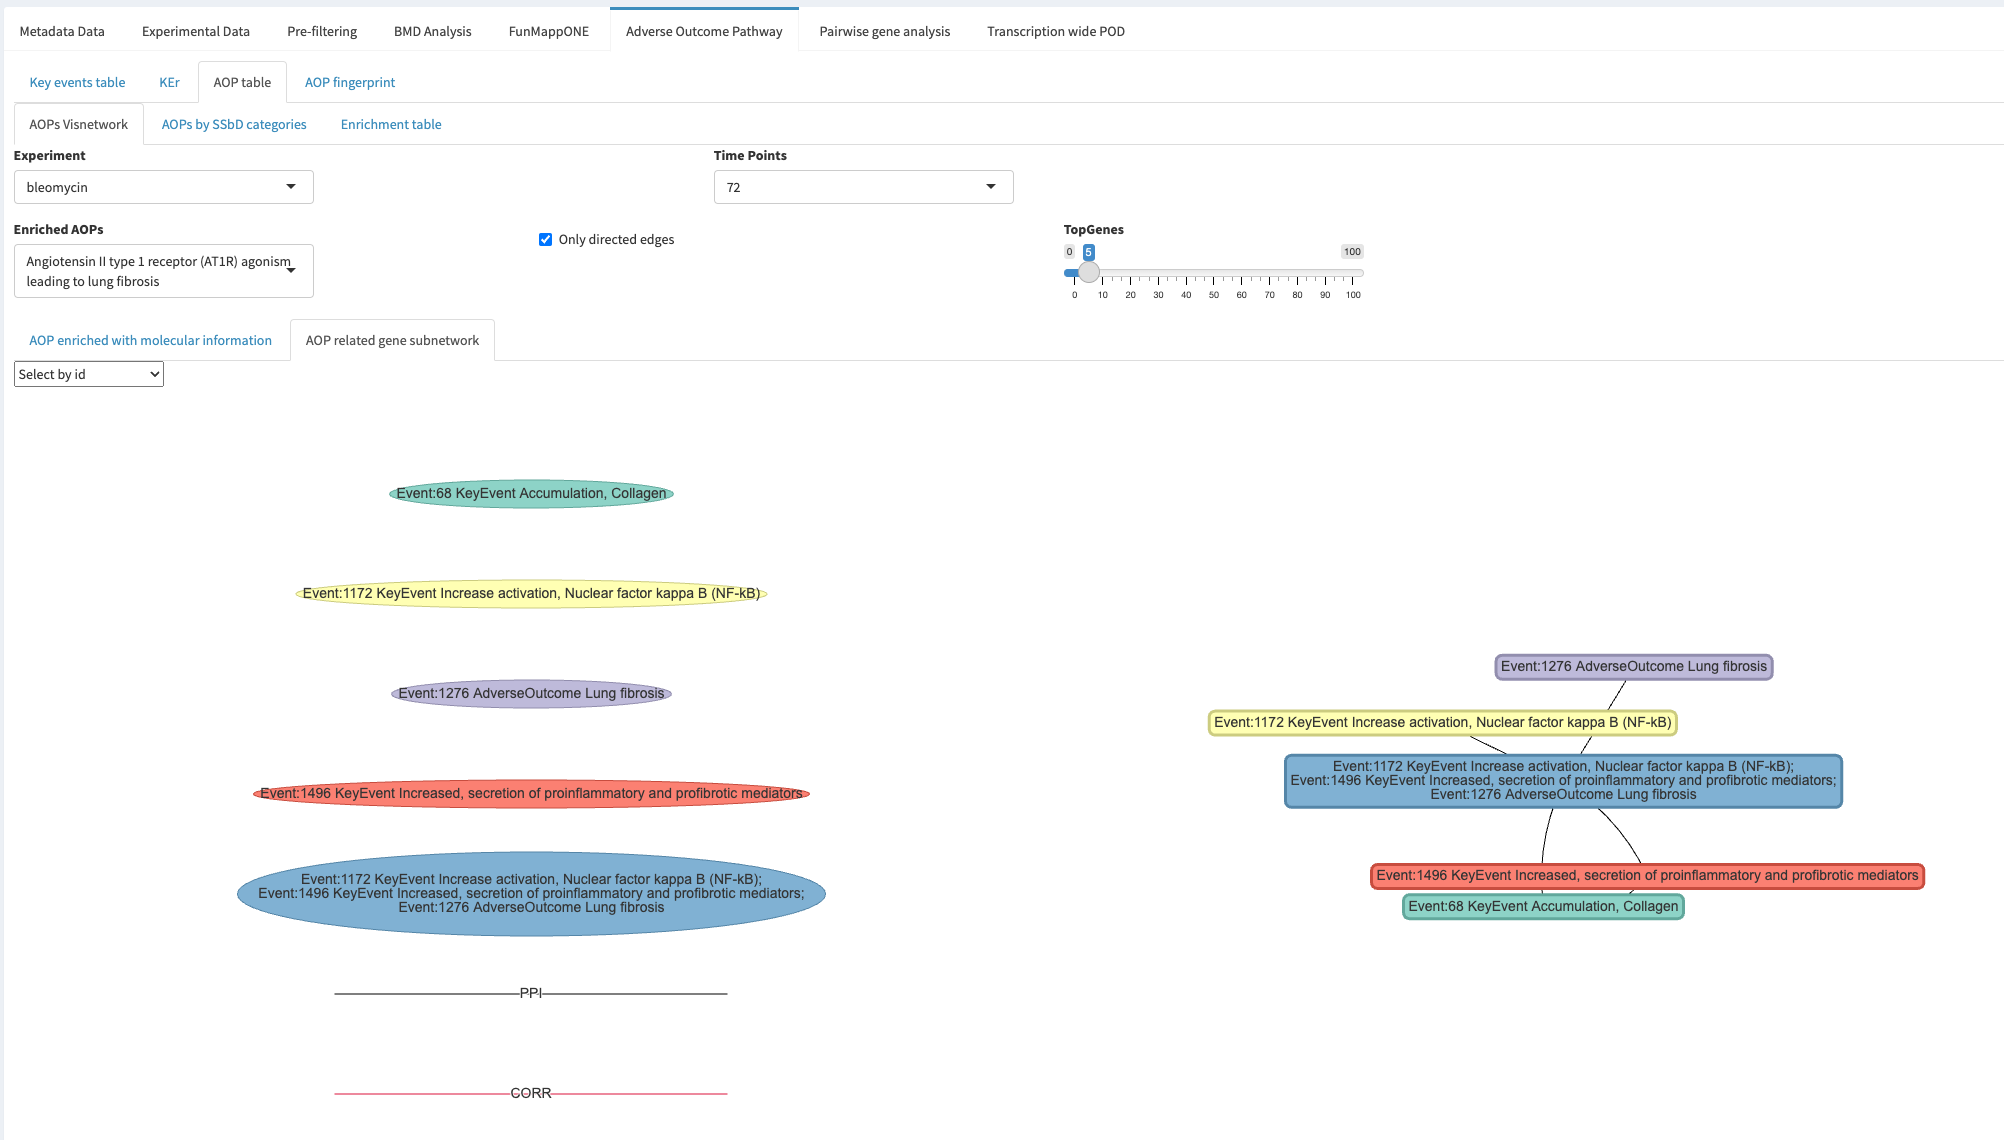 Metadata Data
Experimental Data
Pre-filtering
BMD Analysis
FunMappONE
Adverse Outcome Pathway
Pairwise gene analysis
Transcription wide POD
Key events table
KEr
AOP table
AOP fingerprint
AOPs Visnetwork
AOPs by SSbD categories
Enrichment table
Experiment
bleomycin
Time Points
72
Enriched AOPs
Angiotensin II type 1 receptor (AT1R) agonism
leading to lung fibrosis
Only directed edges
TopGenes
0 5 100
0 10 20 30 40 50 60 70 80 90 100
AOP enriched with molecular information
AOP related gene subnetwork
Select by id
Event:68 KeyEvent Accumulation, Collagen
Event:1172 KeyEvent Increase activation, Nuclear factor kappa B (NF-kB)
Event:1276 AdverseOutcome Lung fibrosis
Event:1496 KeyEvent Increased, secretion of proinflammatory and profibrotic mediators
Event:1172 KeyEvent Increase activation, Nuclear factor kappa B (NF-kB);
Event:1496 KeyEvent Increased, secretion of proinflammatory and profibrotic mediators;
Event:1276 AdverseOutcome Lung fibrosis
PPI
CORR
Event:1276 AdverseOutcome Lung fibrosis
Event:1172 KeyEvent Increase activation, Nuclear factor kappa B (NF-kB)
Event:1172 KeyEvent Increase activation, Nuclear factor kappa B (NF-kB);
Event:1496 KeyEvent Increased, secretion of proinflammatory and profibrotic mediators;
Event:1276 AdverseOutcome Lung fibrosis
Event:1496 KeyEvent Increased, secretion of proinflammatory and profibrotic mediators
Event:68 KeyEvent Accumulation, Collagen